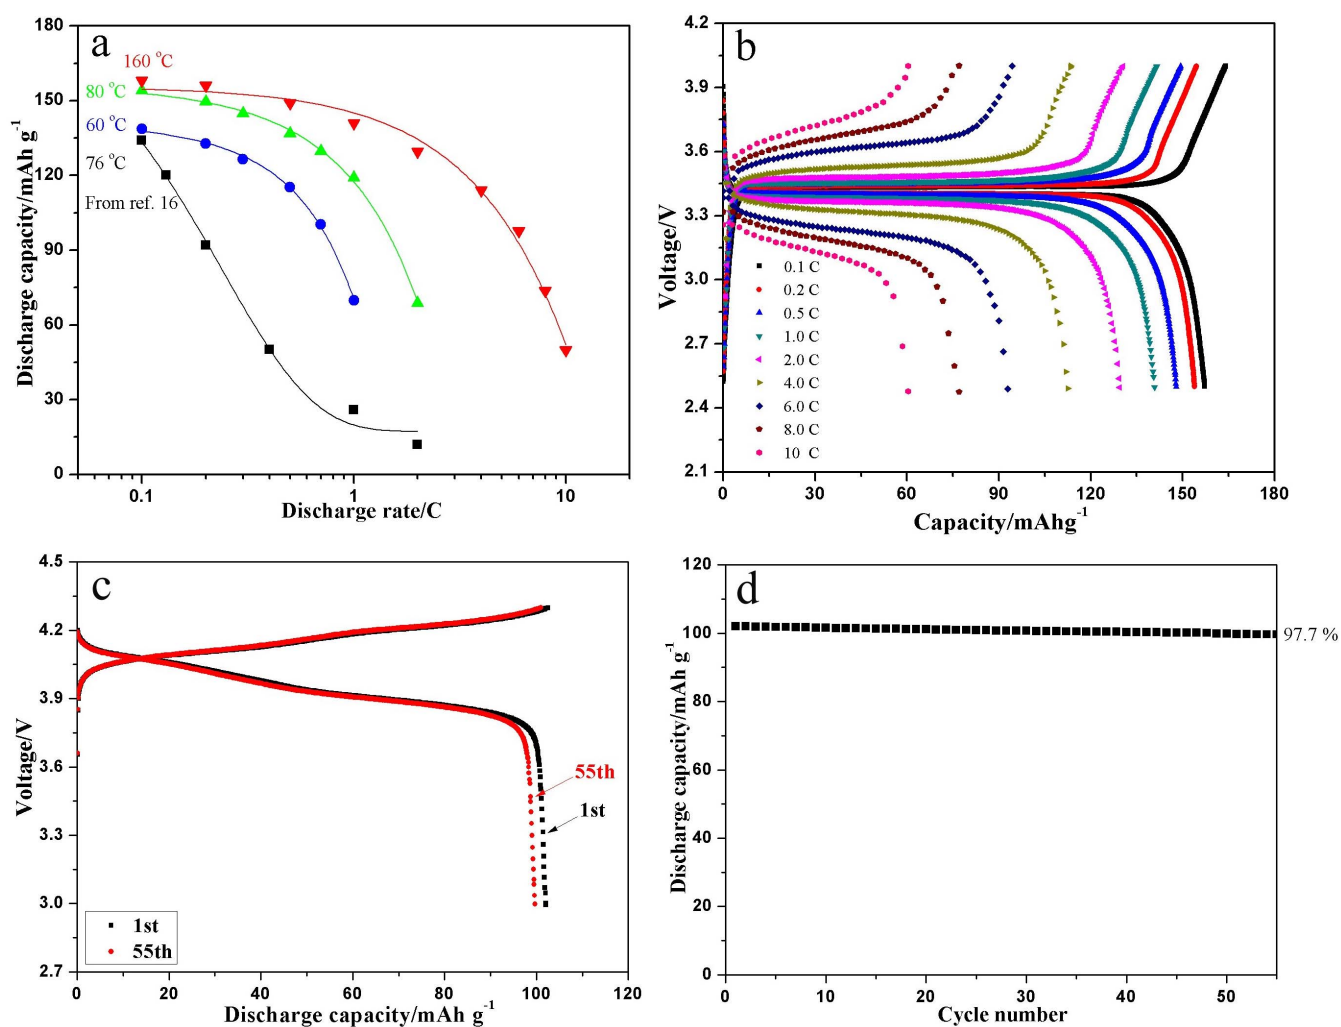 a
160 °C
80 °C
60 °C
76 °C
From ref. 16
180
150
120
90
60
30
0
0.1
1
10
Discharge rate/C
Discharge capacity/mAh g⁻¹
b
4.2
3.9
3.6
3.3
3.0
2.7
2.4
2.1
0.1 C
0.2 C
0.5 C
1.0 C
2.0 C
4.0 C
6.0 C
8.0 C
10 C
0
30
60
90
120
150
180
Capacity/mAhg⁻¹
Voltage/V
c
4.5
4.2
3.9
3.6
3.3
3.0
2.7
55th
1st
1st
55th
0
20
40
60
80
100
120
Discharge capacity/mAh g⁻¹
Voltage/V
d
120
100
80
60
40
20
0
97.7 %
0
10
20
30
40
50
Cycle number
Discharge capacity/mAh g⁻¹